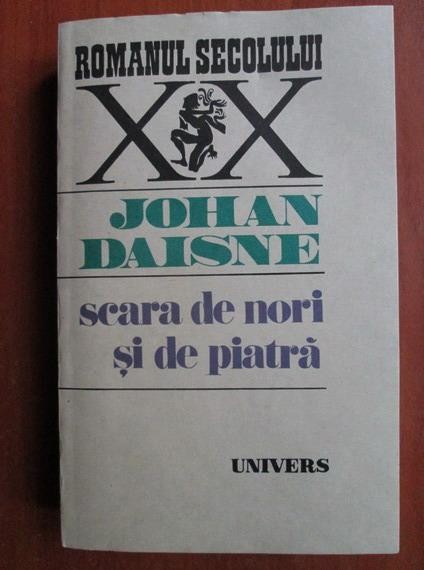 ROMANUL SECOLULUI
XX
JOHAN
DAISNE
scara de nori
și de piatră
UNIVERS